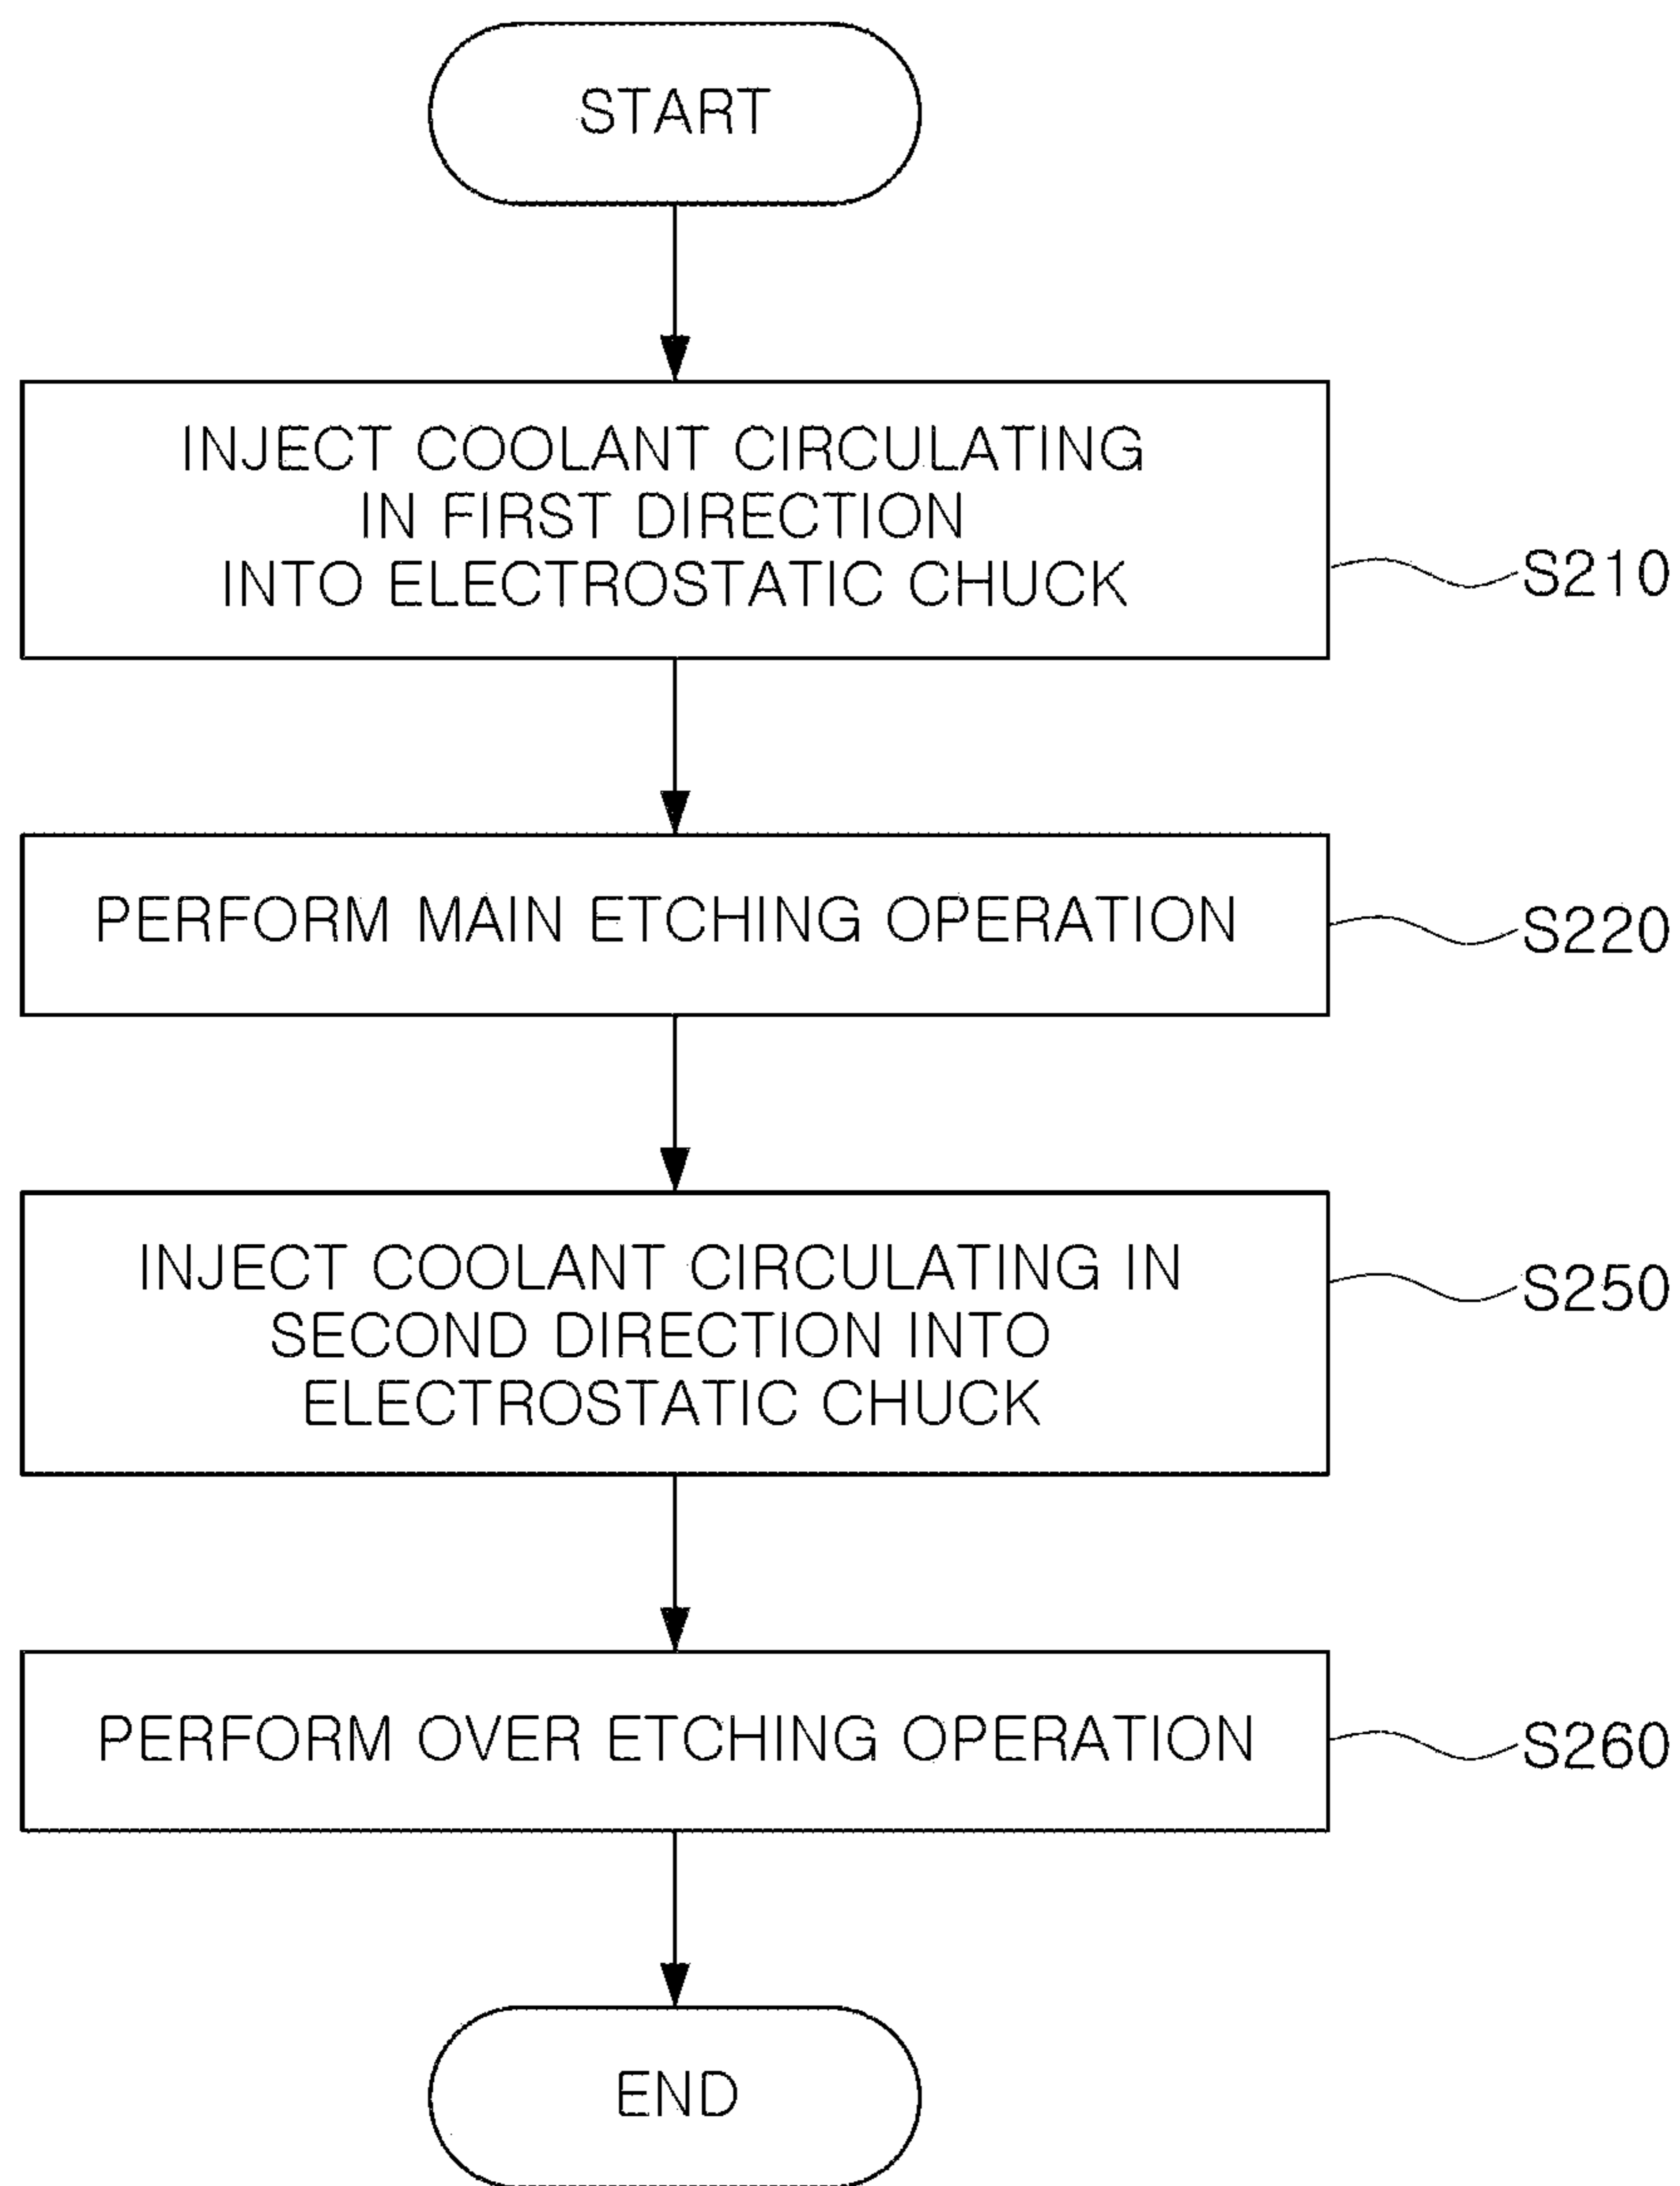 START
INJECT COOLANT CIRCULATING
IN FIRST DIRECTION
INTO ELECTROSTATIC CHUCK
S210
PERFORM MAIN ETCHING OPERATION
S220
INJECT COOLANT CIRCULATING IN
SECOND DIRECTION INTO
ELECTROSTATIC CHUCK
S250
PERFORM OVER ETCHING OPERATION
S260
END